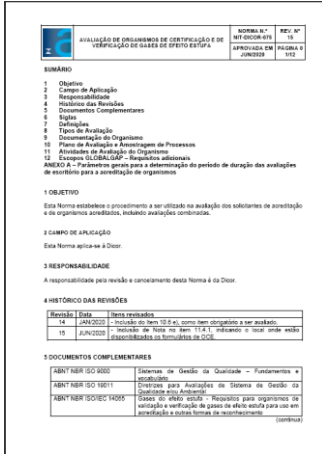 AVALIAÇÃO DE ORGANISMOS DE CERTIFICAÇÃO E DE
VERIFICAÇÃO DE GASES DE EFEITO ESTUFA
NORMA N.º
NIT-DICOR-076
REV. Nº
15
APROVADA EM
JUN/2020
PÁGINA 0
1/12
SUMÁRIO
1 Objetivo
2 Campo de Aplicação
3 Responsabilidade
4 Histórico das Revisões
5 Documentos Complementares
6 Siglas
7 Definições
8 Tipos de Avaliação
9 Documentação do Organismo
10 Plano de Avaliação e Amostragem de Processos
11 Atividades de Avaliação do Organismo
12 Escopos GLOBALGAP – Requisitos adicionais
ANEXO A – Parâmetros gerais para a determinação do período de duração das avaliações
de escritório para a acreditação de organismos
1 OBJETIVO
Esta Norma estabelece o procedimento a ser utilizado na avaliação dos solicitantes de acreditação
e de organismos acreditados, incluindo avaliações combinadas.
2 CAMPO DE APLICAÇÃO
Esta Norma aplica-se à Dicor.
3 RESPONSABILIDADE
A responsabilidade pela revisão e cancelamento desta Norma é da Dicor.
4 HISTÓRICO DAS REVISÕES
Revisão Data Itens revisados
14 JAN/2020 - Inclusão do Item 10.6 e), como item obrigatório a ser avaliado.
15 JUN/2020 - Inclusão de Nota no item 11.4.1, indicando o local onde estão
disponibilizados os formulários de OCE.
5 DOCUMENTOS COMPLEMENTARES
ABNT NBR ISO 9000 Sistemas de Gestão da Qualidade – Fundamentos e
vocabulário
ABNT NBR ISO 19011 Diretrizes para Avaliações de Sistema de Gestão da
Qualidade e/ou Ambiental
ABNT NBR ISO/IEC 14065 Gases do efeito estufa - Requisitos para organismos de
validação e verificação de gases de efeito estufa para uso em
acreditação e outras formas de reconhecimento
(continua)